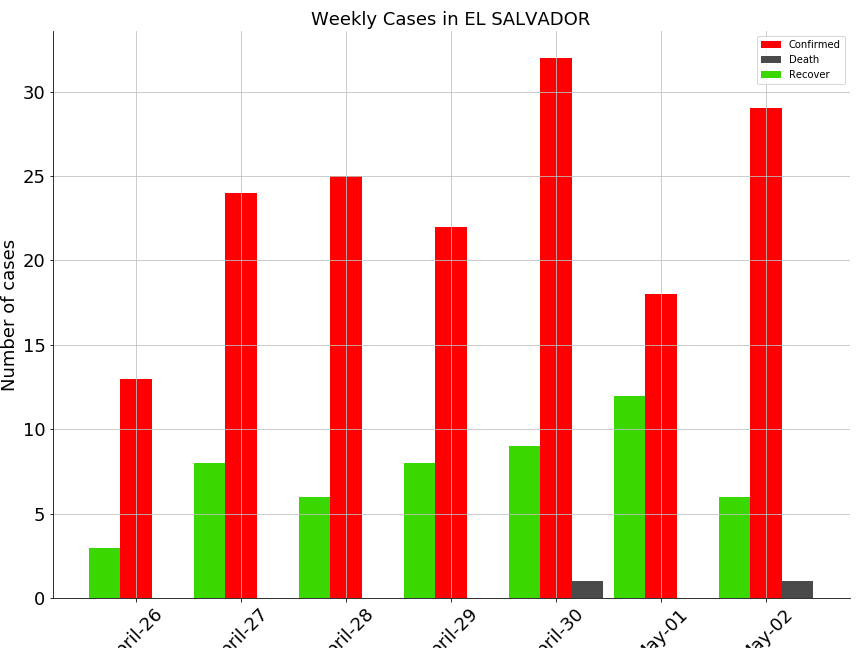 Weekly Cases in EL SALVADOR
Confirmed
Death
Recover
Number of cases
30
25
20
15
10
5
0
pril-26
pril-27
pril-28
pril-29
pril-30
May-01
May-02